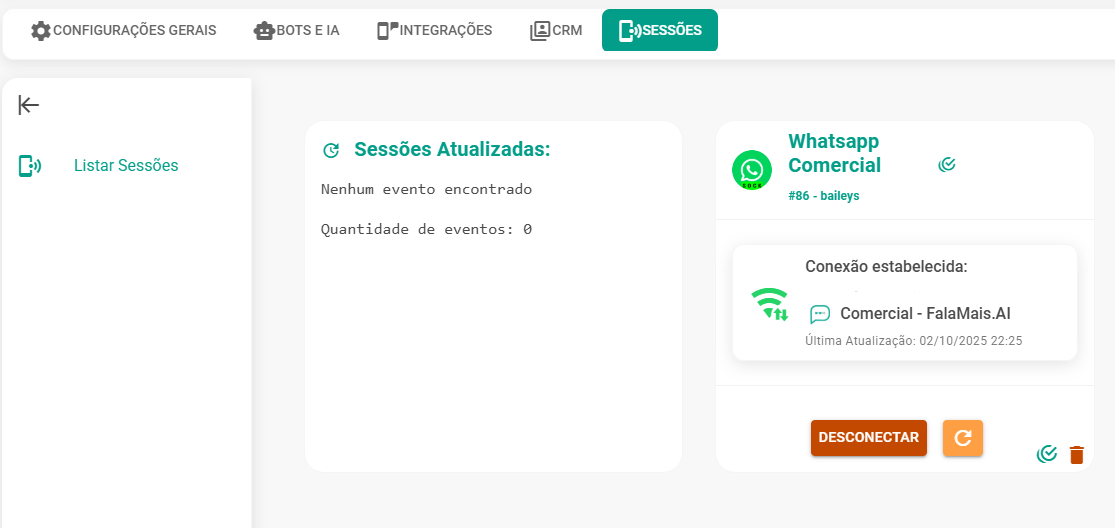 CONFIGURAÇÕES GERAIS
BOTS E IA
INTEGRAÇÕES
CRM
SESSÕES
Listar Sessões
Sessões Atualizadas:
Nenhum evento encontrado
Quantidade de eventos: 0
Whatsapp
Comercial
#86 - baileys
Conexão estabelecida:
Comercial - FalaMais.AI
Última Atualização: 02/10/2025 22:25
DESCONECTAR